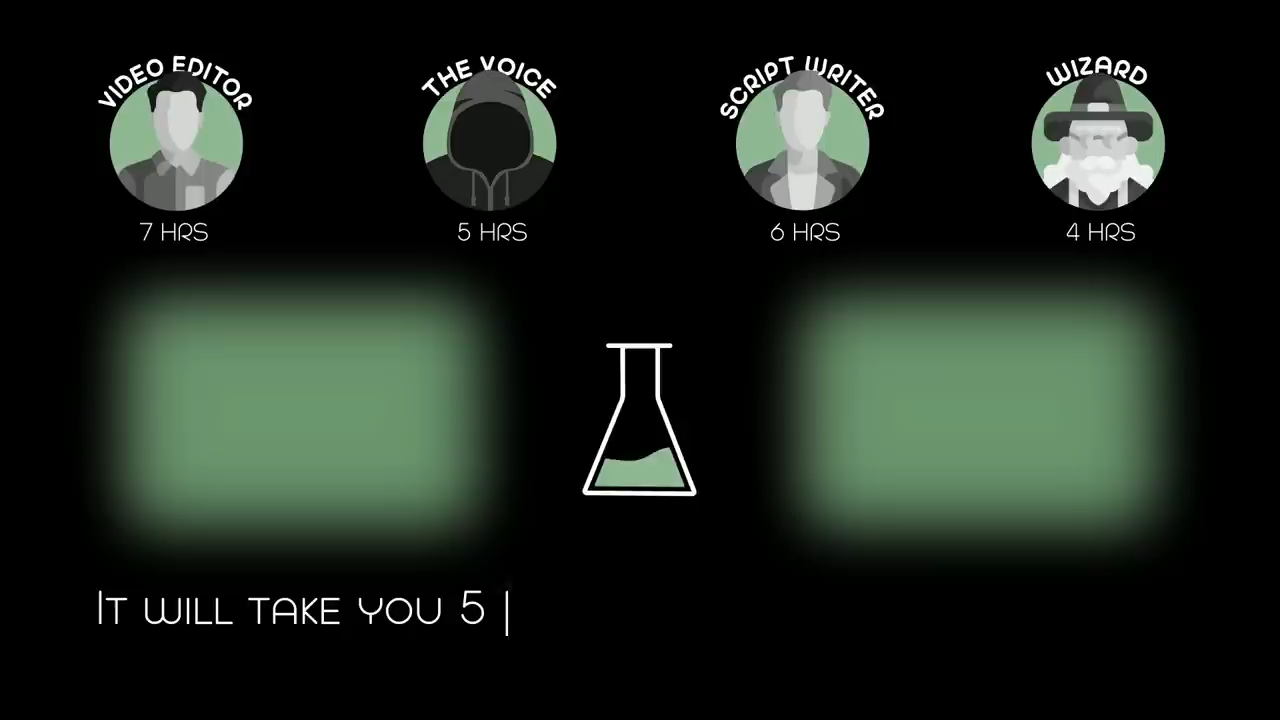 VIDEO EDITOR
THE VOICE
SCRIPT WRITER
WIZARD
7 HRS
5 HRS
6 HRS
4 HRS
IT WILL TAKE YOU 5 |